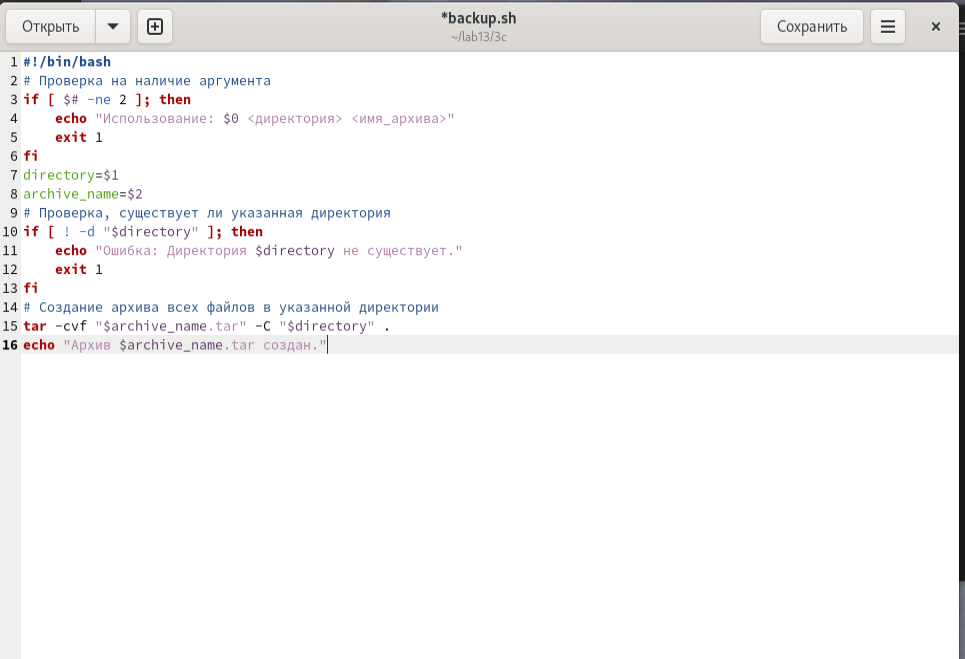 Открыть
*backup.sh
~/lab13/3c
Сохранить
1 #!/bin/bash
2 # Проверка на наличие аргумента
3 if [ $# -ne 2 ]; then
4     echo "Использование: $0 <директория> <имя_архива>"
5     exit 1
6 fi
7 directory=$1
8 archive_name=$2
9 # Проверка, существует ли указанная директория
10 if [ ! -d "$directory" ]; then
11     echo "Ошибка: Директория $directory не существует."
12     exit 1
13 fi
14 # Создание архива всех файлов в указанной директории
15 tar -cvf "$archive_name.tar" -C "$directory" .
16 echo "Архив $archive_name.tar создан."